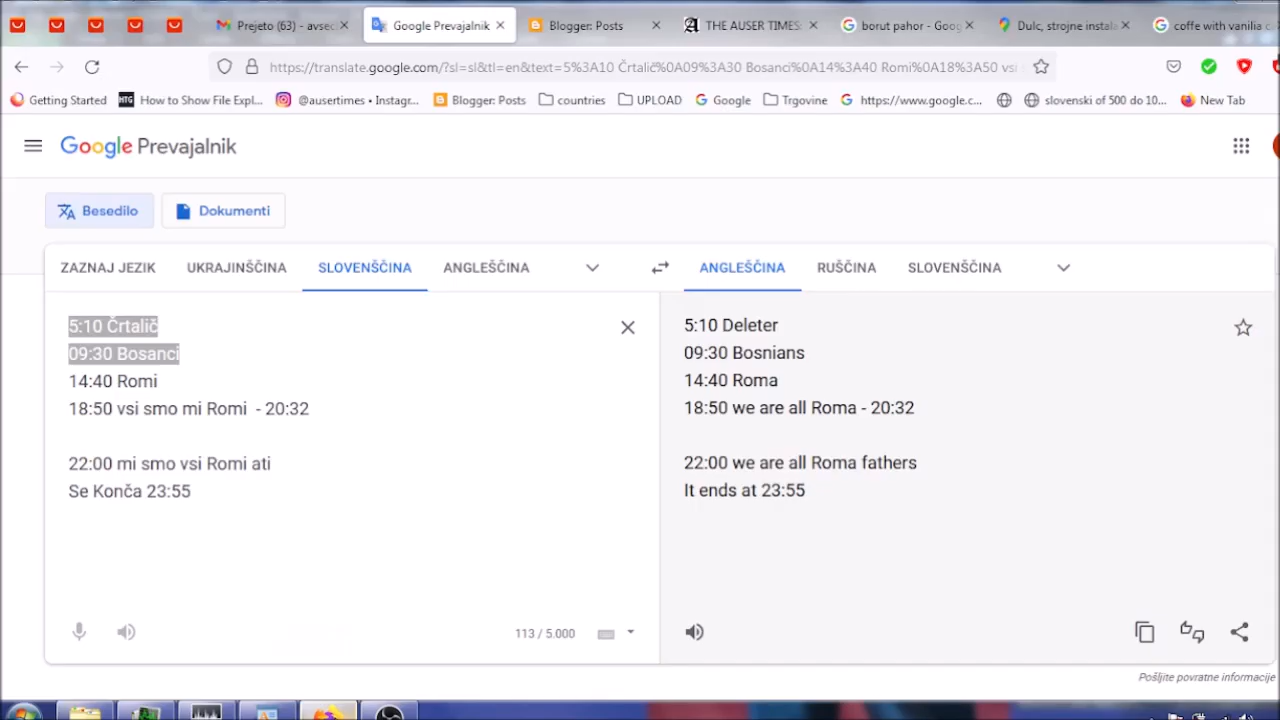 Prejeto (63) - avsec
Google Prevajalnik
Blogger: Posts
THE AUSER TIMES:
borut pahor - Goog
Dulc, strojne instala
coffe with vanilia c
https://translate.google.com/?sl=sl&tl=en&text=5%3A10 Črtalič%0A09%3A30 Bosanci%0A14%3A40 Romi%0A18%3A50 vsi
Getting Started
HTG How to Show File Expl...
@ausertimes • Instagr...
Blogger: Posts
countries
UPLOAD
Google
Trgovine
https://www.google.c...
slovenski of 500 do 10...
New Tab
Google Prevajalnik
Besedilo
Dokumenti
ZAZNAJ JEZIK
UKRAJINŠČINA
SLOVENŠČINA
ANGLEŠČINA
ANGLEŠČINA
RUŠČINA
SLOVENŠČINA
5:10 Črtalič
09:30 Bosanci
14:40 Romi
18:50 vsi smo mi Romi - 20:32
22:00 mi smo vsi Romi ati
Se Konča 23:55
113 / 5.000
5:10 Deleter
09:30 Bosnians
14:40 Roma
18:50 we are all Roma - 20:32
22:00 we are all Roma fathers
It ends at 23:55
Pošljite povratne informacije